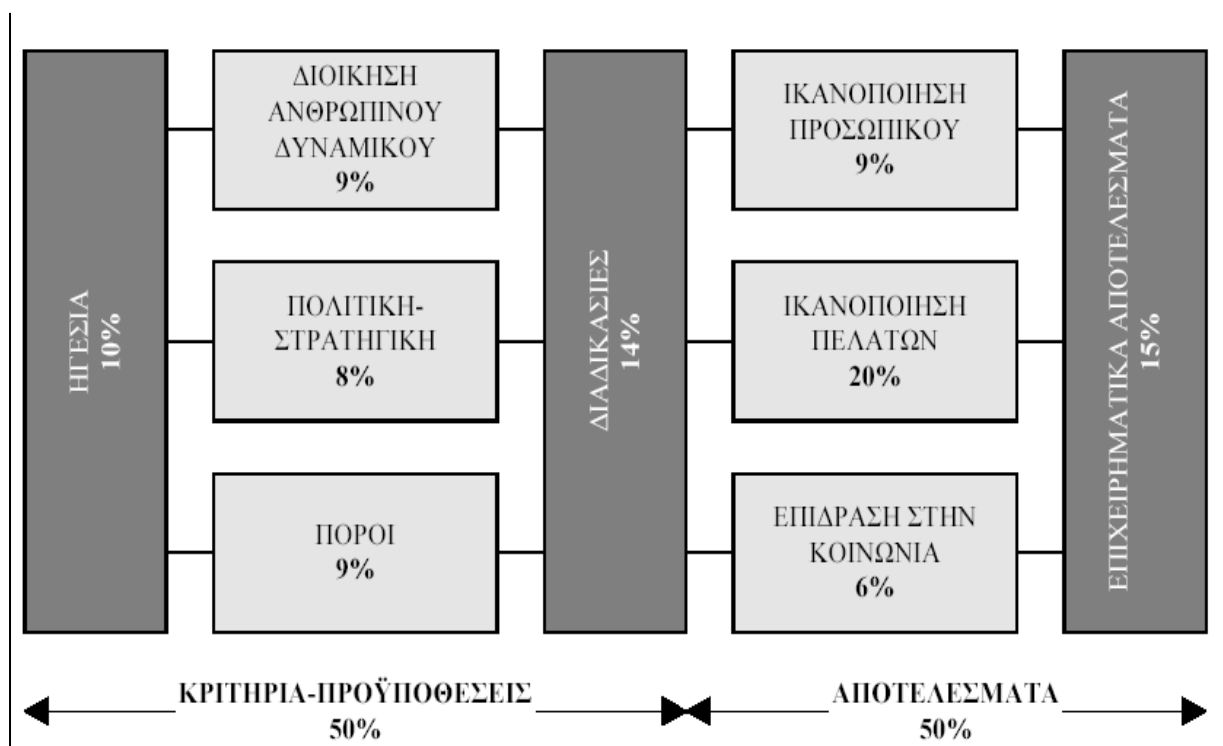 ΗΓΕΣΙΑ
10%
ΔΙΟΙΚΗΣΗ
ΑΝΘΡΩΠΙΝΟΥ
ΔΥΝΑΜΙΚΟΥ
9%
ΠΟΛΙΤΙΚΗ-
ΣΤΡΑΤΗΓΙΚΗ
8%
ΠΟΡΟΙ
9%
ΔΙΑΔΙΚΑΣΙΕΣ
14%
ΙΚΑΝΟΠΟΙΗΣΗ
ΠΡΟΣΩΠΙΚΟΥ
9%
ΙΚΑΝΟΠΟΙΗΣΗ
ΠΕΛΑΤΩΝ
20%
ΕΠΙΔΡΑΣΗ ΣΤΗΝ
ΚΟΙΝΩΝΙΑ
6%
ΕΠΙΧΕΙΡΗΜΑΤΙΚΑ ΑΠΟΤΕΛΕΣΜΑΤΑ
15%
ΚΡΙΤΗΡΙΑ-ΠΡΟΫΠΟΘΕΣΕΙΣ
50%
ΑΠΟΤΕΛΕΣΜΑΤΑ
50%